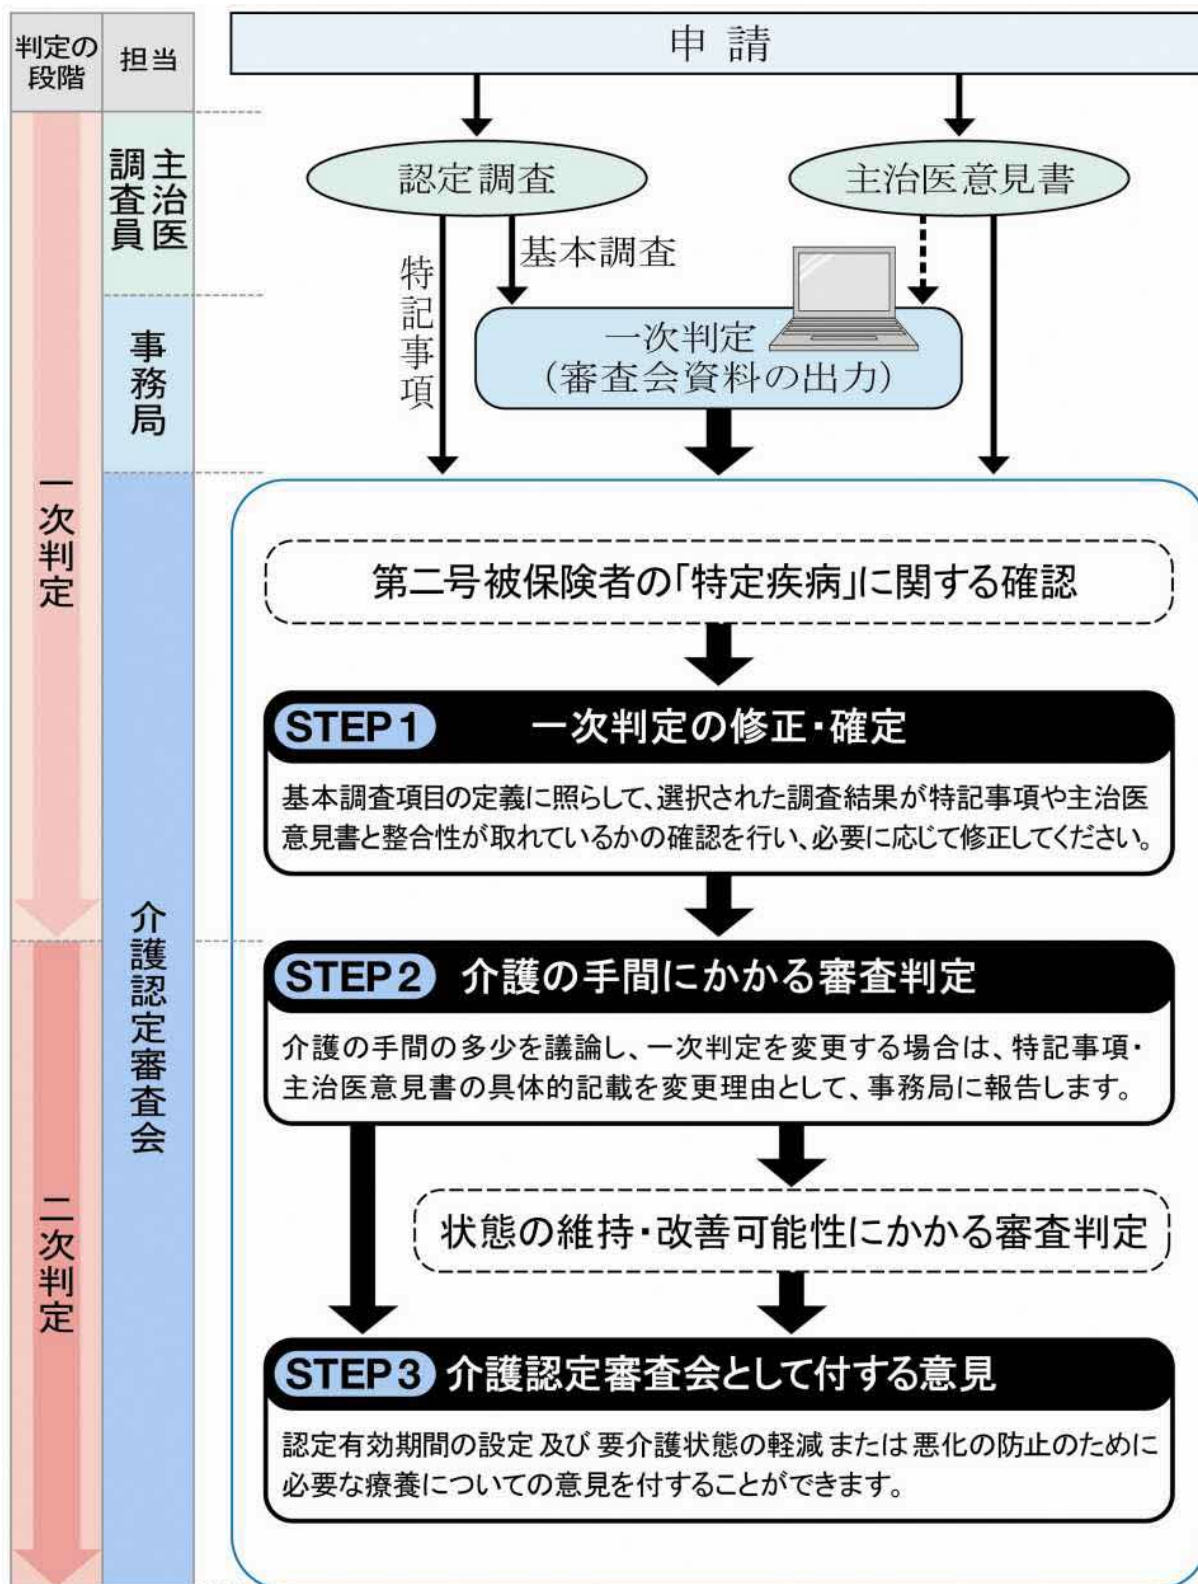 判定の
段階
担当
申請
主治医
調査員
認定調査
主治医意見書
基本調査
特記事項
事務局
一次判定
（審査会資料の出力）
一次判定
介護認定審査会
第二号被保険者の「特定疾病」に関する確認
STEP1 一次判定の修正・確定
基本調査項目の定義に照らして、選択された調査結果が特記事項や主治医
意見書と整合性が取れているかの確認を行い、必要に応じて修正してください。
STEP2 介護の手間にかかる審査判定
介護の手間の多少を議論し、一次判定を変更する場合は、特記事項・
主治医意見書の具体的記載を変更理由として、事務局に報告します。
二次判定
状態の維持・改善可能性にかかる審査判定
STEP3 介護認定審査会として付する意見
認定有効期間の設定及び要介護状態の軽減または悪化の防止のために
必要な療養についての意見を付することができます。